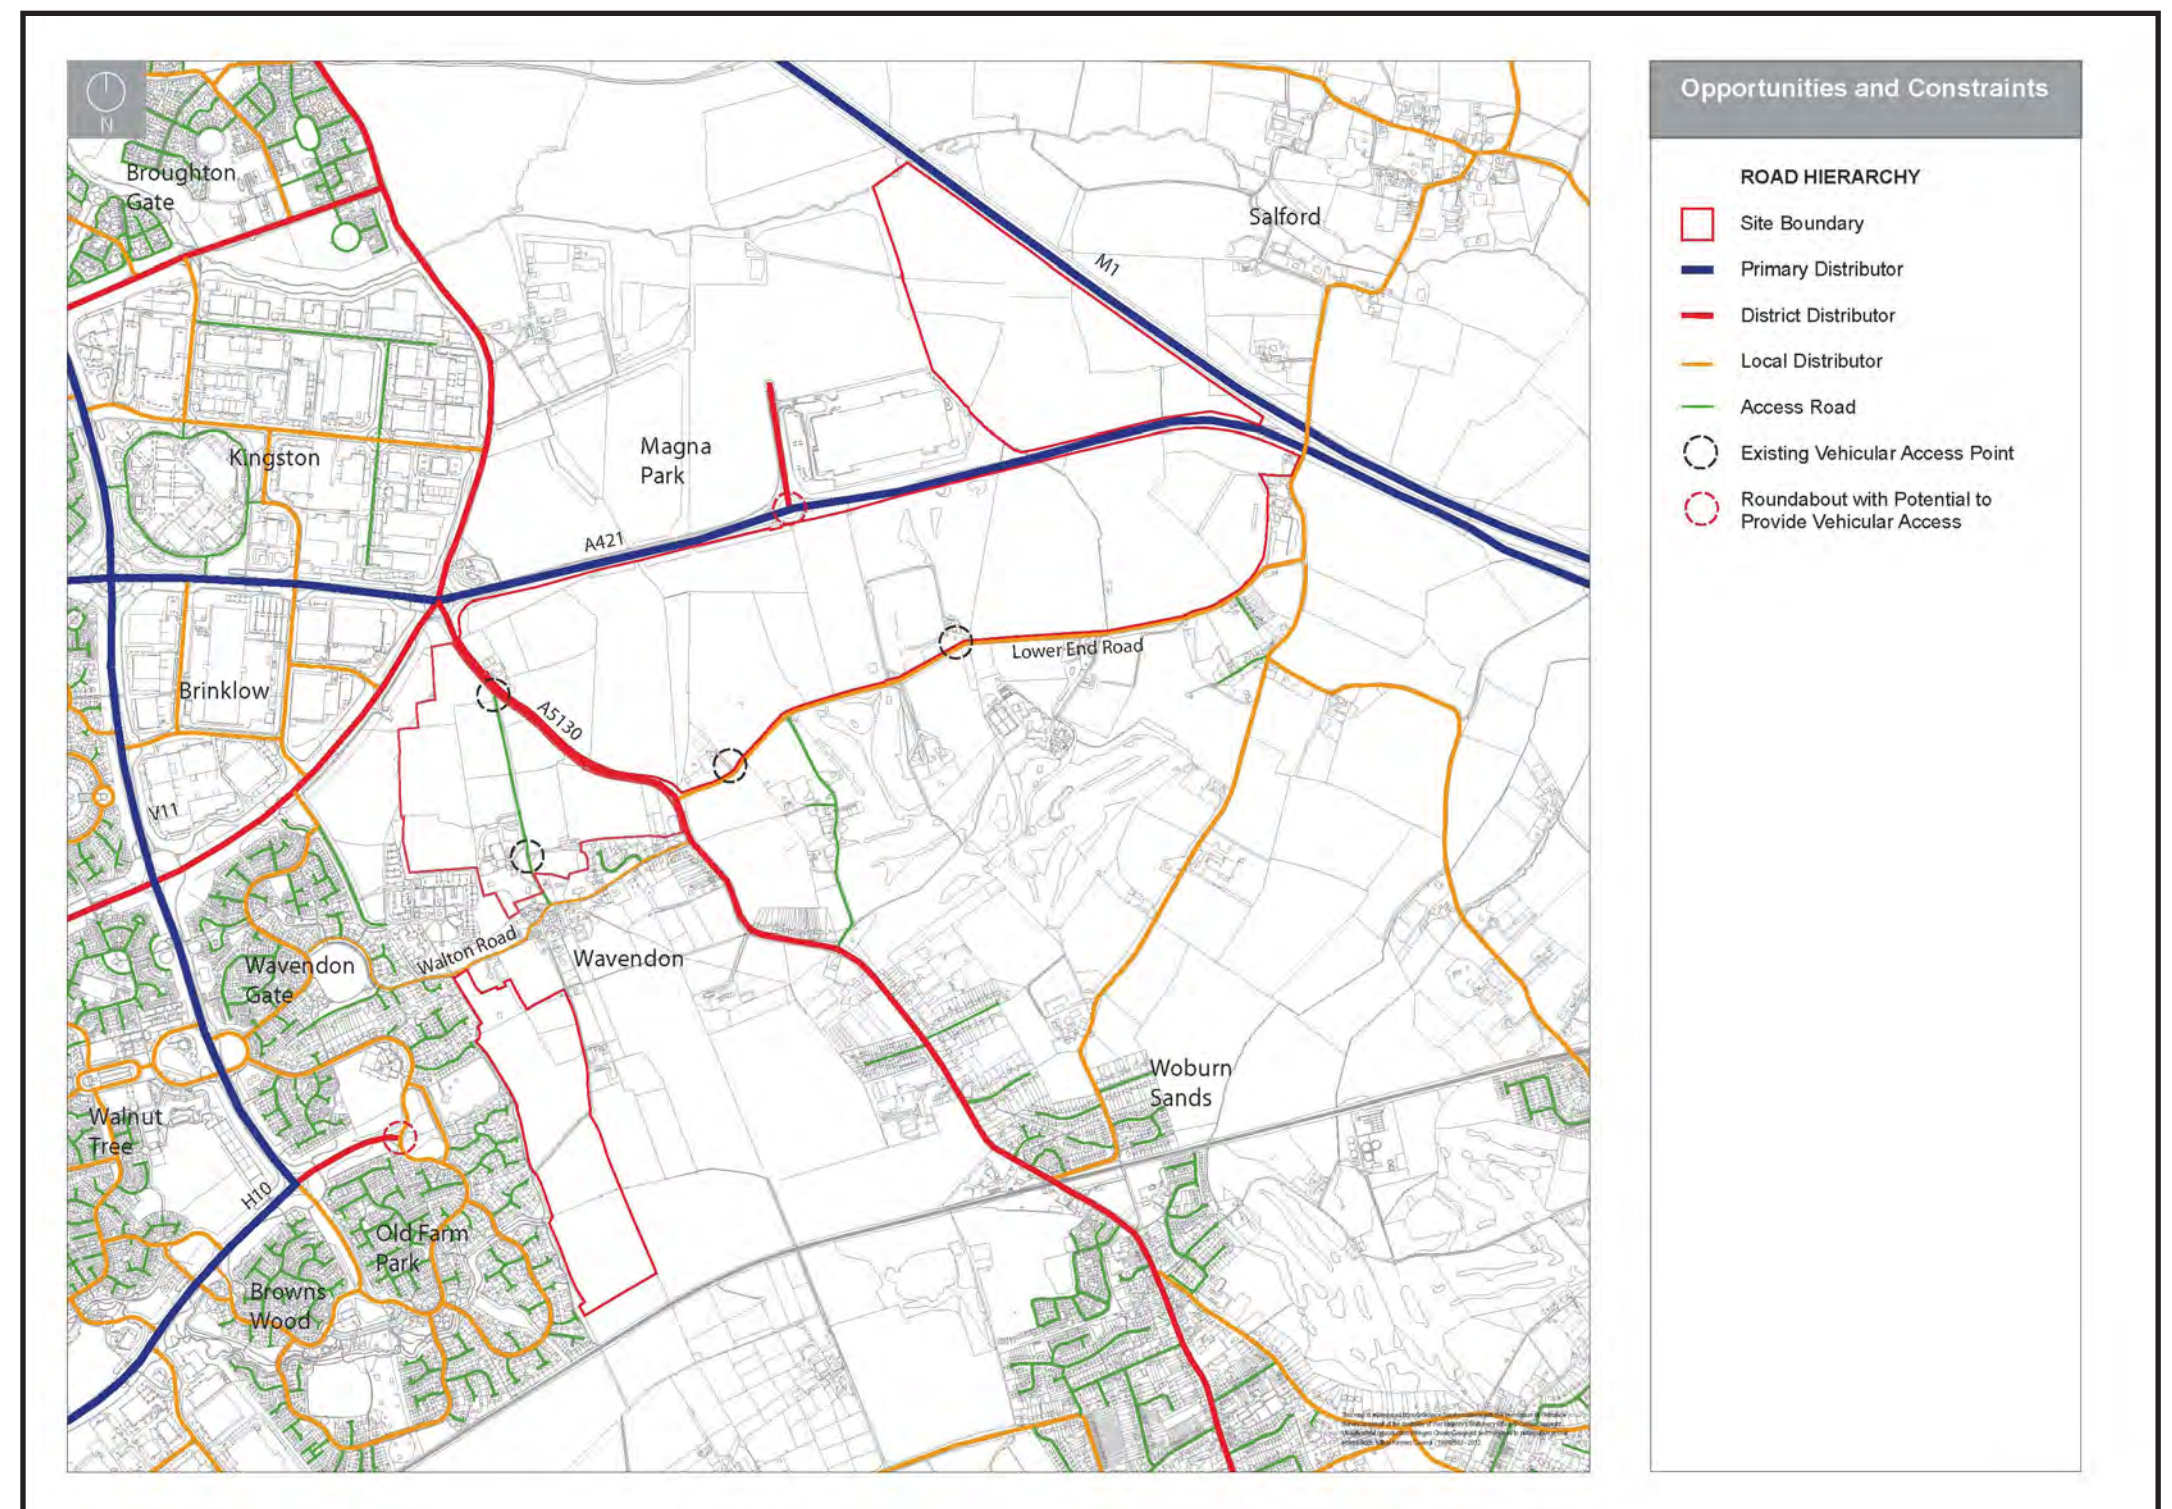 Opportunities and Constraints
ROAD HIERARCHY
Site Boundary
Primary Distributor
District Distributor
Local Distributor
Access Road
Existing Vehicular Access Point
Roundabout with Potential to
Provide Vehicular Access
N
Broughton
Gate
Salford
M1
Kingston
Magna
Park
A421
Lower End Road
Brinklow
A5130
V11
Walton Road
Wavendon
Wavendon
Gate
Woburn
Sands
Walnut
Tree
H10
Old Farm
Park
Browns
Wood